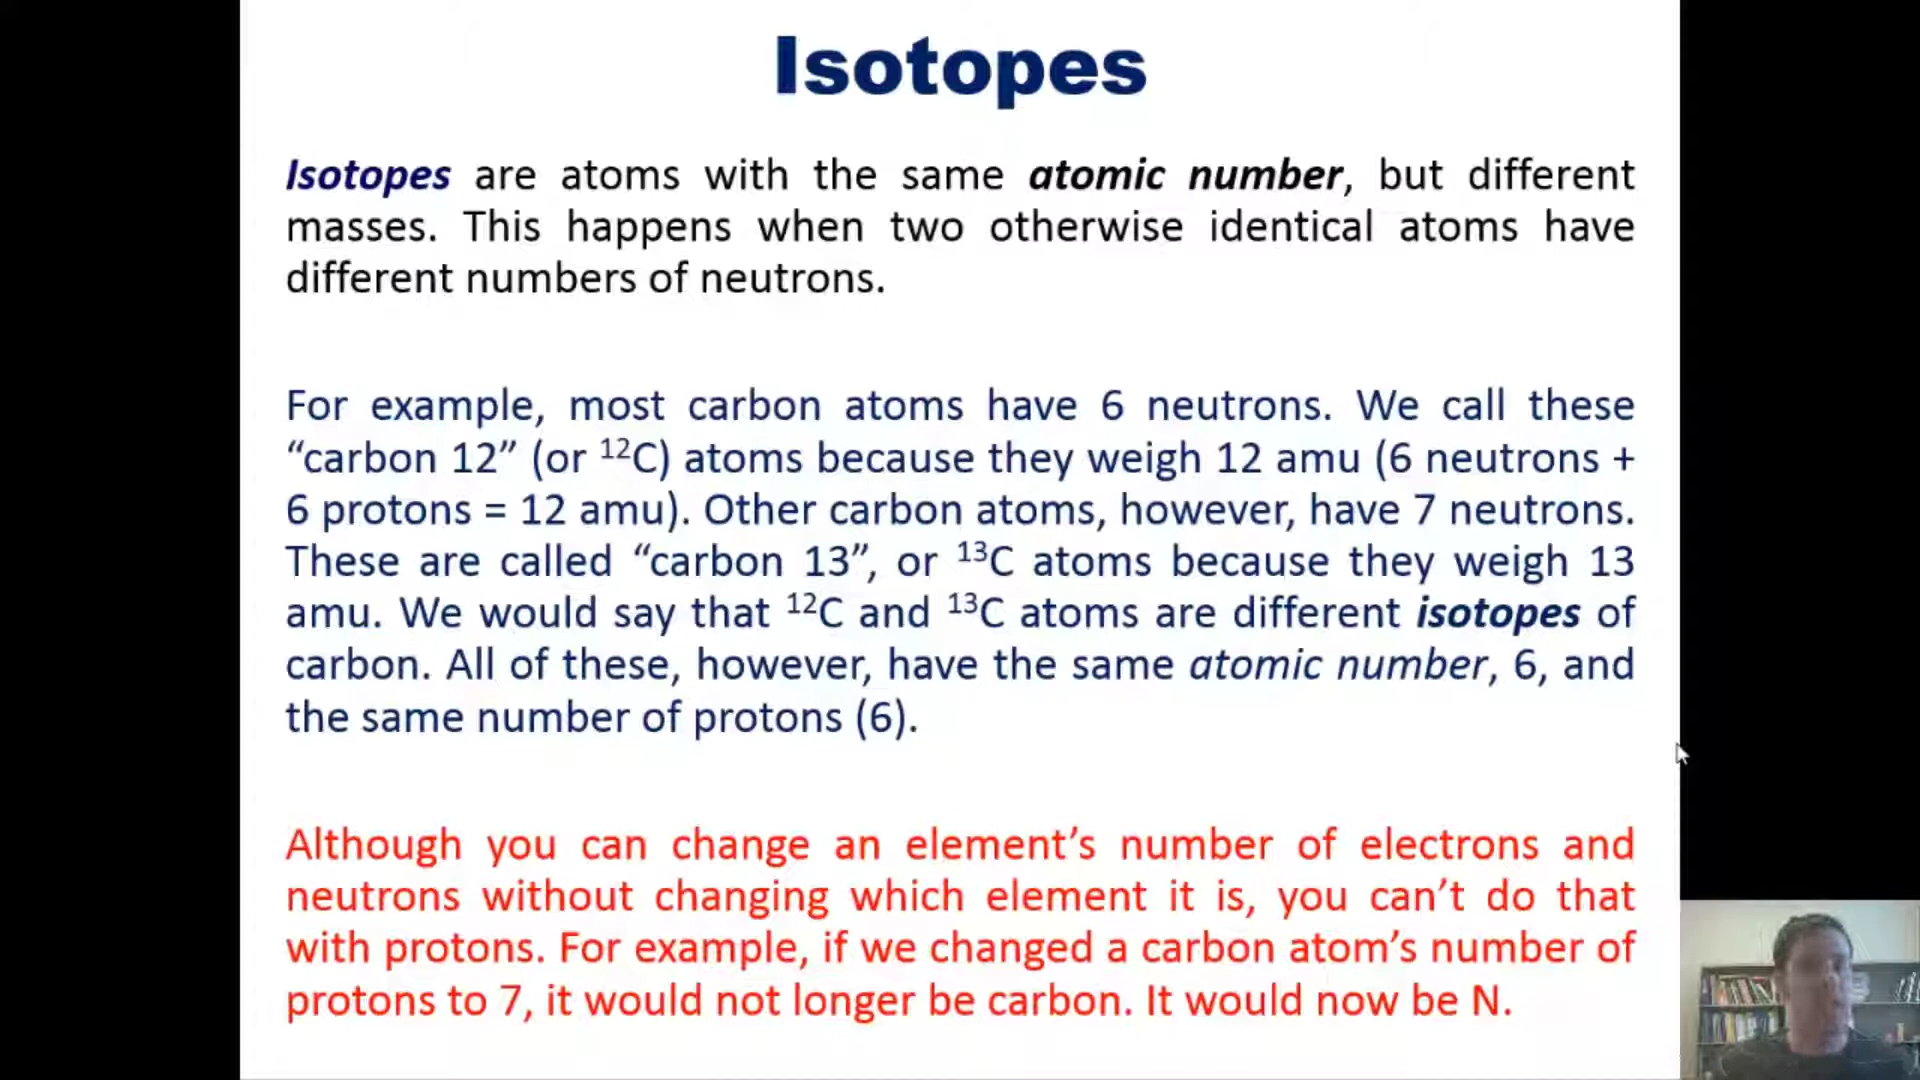 Isotopes
Isotopes are atoms with the same atomic number, but different
masses. This happens when two otherwise identical atoms have
different numbers of neutrons.
For example, most carbon atoms have 6 neutrons. We call these
“carbon 12” (or ¹²C) atoms because they weigh 12 amu (6 neutrons +
6 protons = 12 amu). Other carbon atoms, however, have 7 neutrons.
These are called “carbon 13”, or ¹³C atoms because they weigh 13
amu. We would say that ¹²C and ¹³C atoms are different isotopes of
carbon. All of these, however, have the same atomic number, 6, and
the same number of protons (6).
Although you can change an element’s number of electrons and
neutrons without changing which element it is, you can’t do that
with protons. For example, if we changed a carbon atom’s number of
protons to 7, it would not longer be carbon. It would now be N.